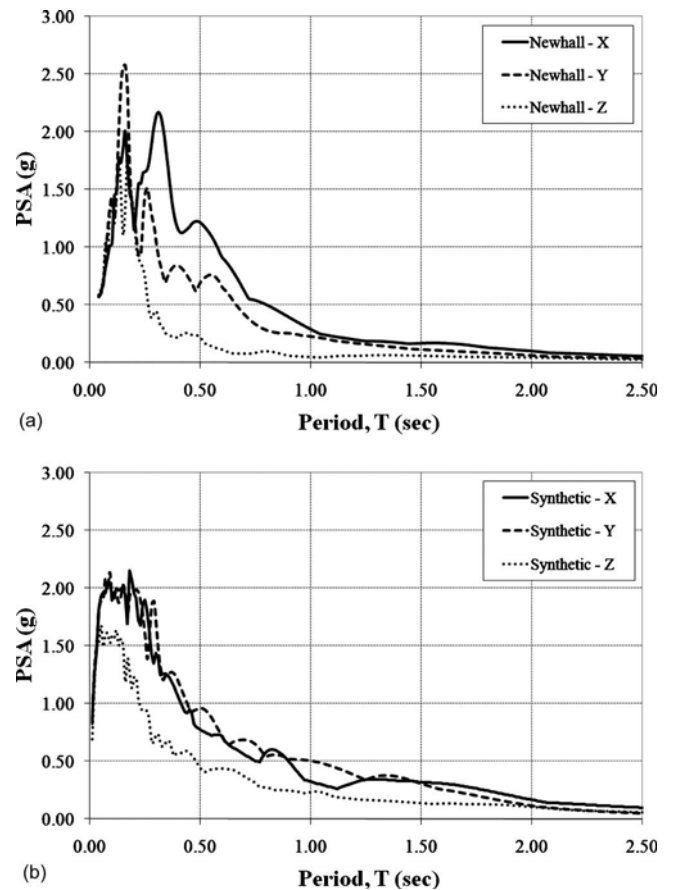 3.00
2.50
2.00
1.50
1.00
0.50
0.00
PSA (g)
Newhall - X
Newhall - Y
Newhall - Z
0.00 0.50 1.00 1.50 2.00 2.50
Period, T (sec)
(a)
3.00
2.50
2.00
1.50
1.00
0.50
0.00
PSA (g)
Synthetic - X
Synthetic - Y
Synthetic - Z
0.00 0.50 1.00 1.50 2.00 2.50
Period, T (sec)
(b)